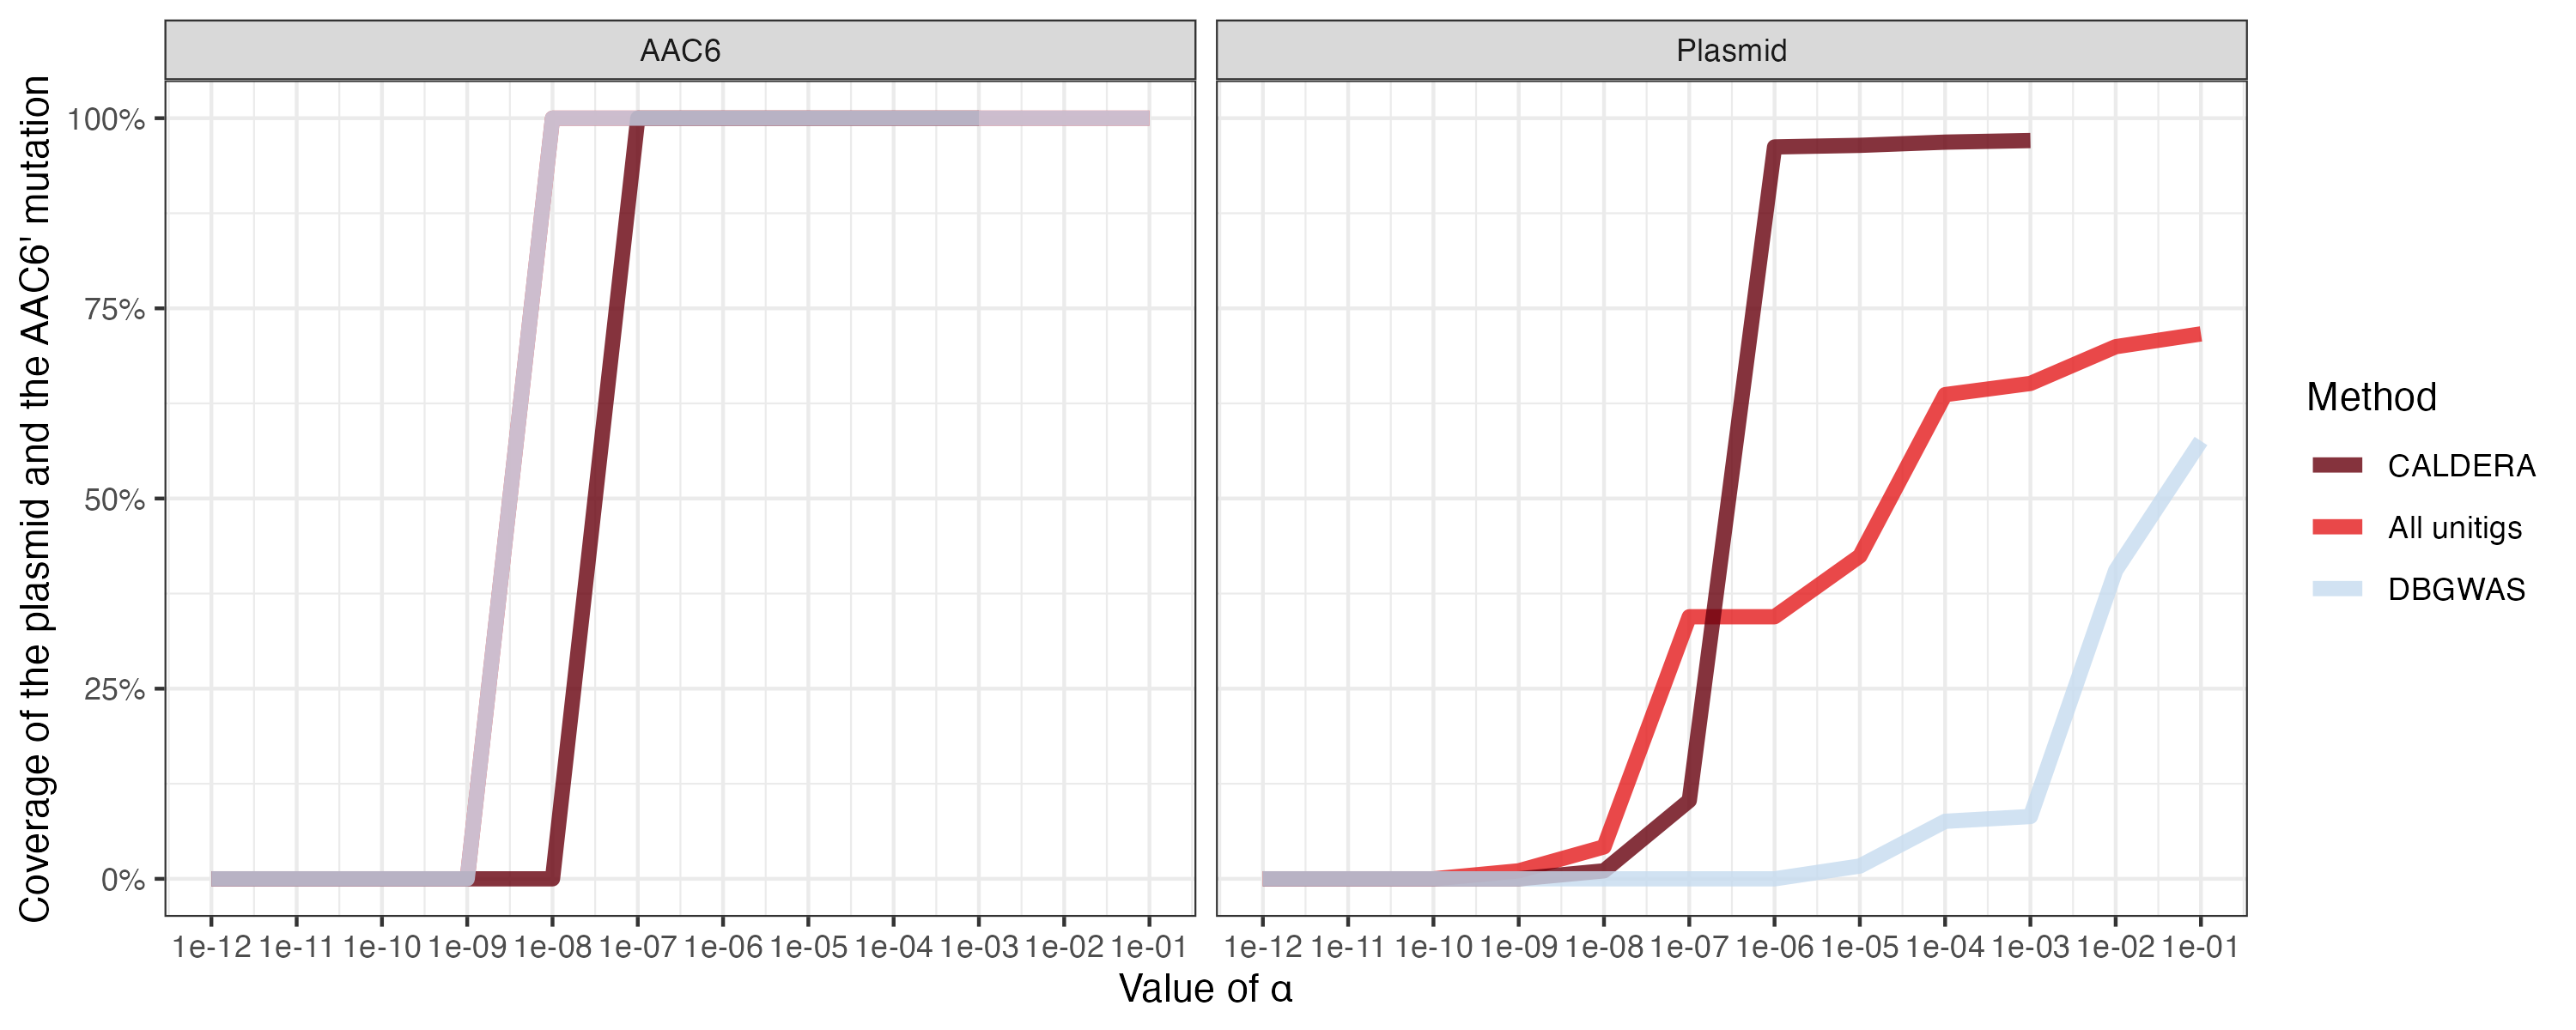 AAC6
Plasmid
Coverage of the plasmid and the AAC6' mutation
100%
75%
50%
25%
0%
1e-12 1e-11 1e-10 1e-09 1e-08 1e-07 1e-06 1e-05 1e-04 1e-03 1e-02 1e-01
1e-12 1e-11 1e-10 1e-09 1e-08 1e-07 1e-06 1e-05 1e-04 1e-03 1e-02 1e-01
Value of α
Method
CALDERA
All unitigs
DBGWAS